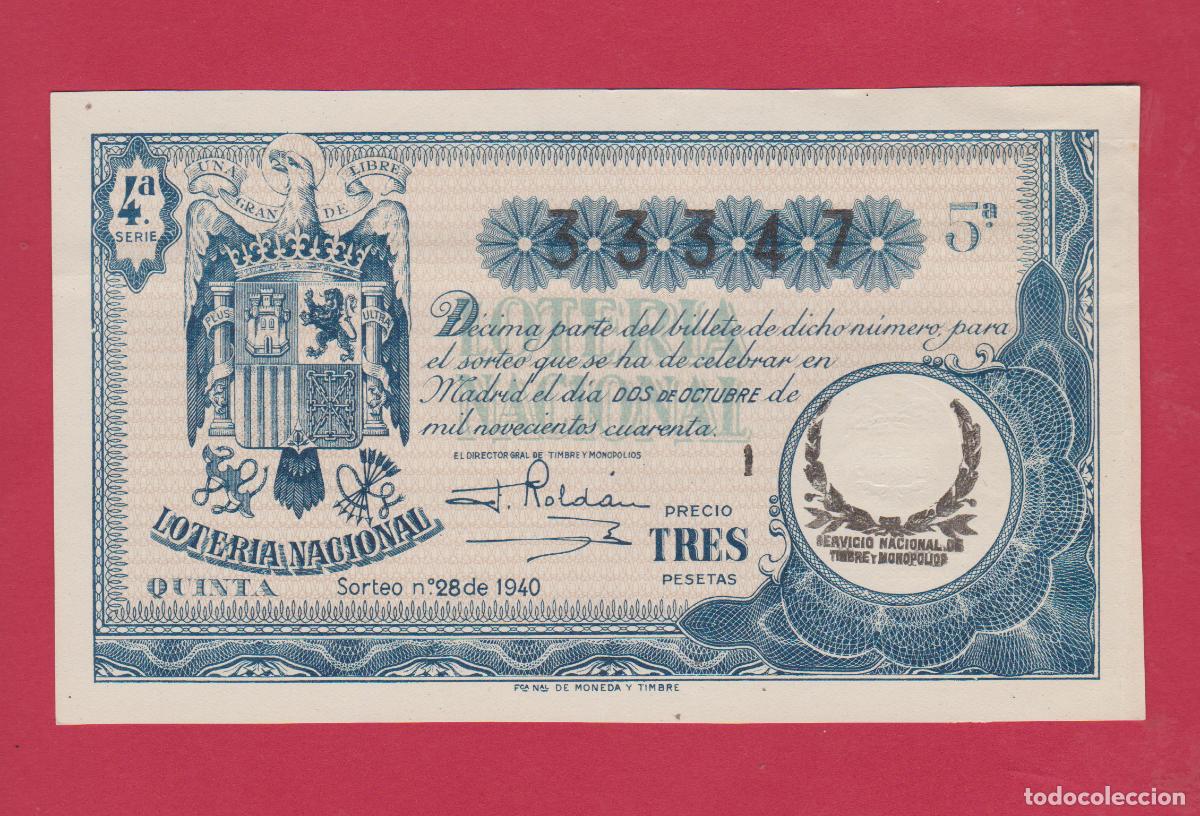 4ª.
SERIE
UNA
GRANDE
LIBRE
PLUS
ULTRA
LOTERIA NACIONAL
QUINTA
33347
5ª
LOTERIA
NACIONAL
Décima parte del billete de dicho número, para
el sorteo que se ha de celebrar en
Madrid el día DOS DE OCTUBRE de
mil novecientos cuarenta.
EL DIRECTOR GRAL DE TIMBRE Y MONOPOLIOS
J. Roldán
1
PRECIO
TRES
PESETAS
Sorteo n.º 28 de 1940
SERVICIO NACIONAL DE
TIMBRE Y MONOPOLIOS
Fca NAL DE MONEDA Y TIMBRE
todocoleccion